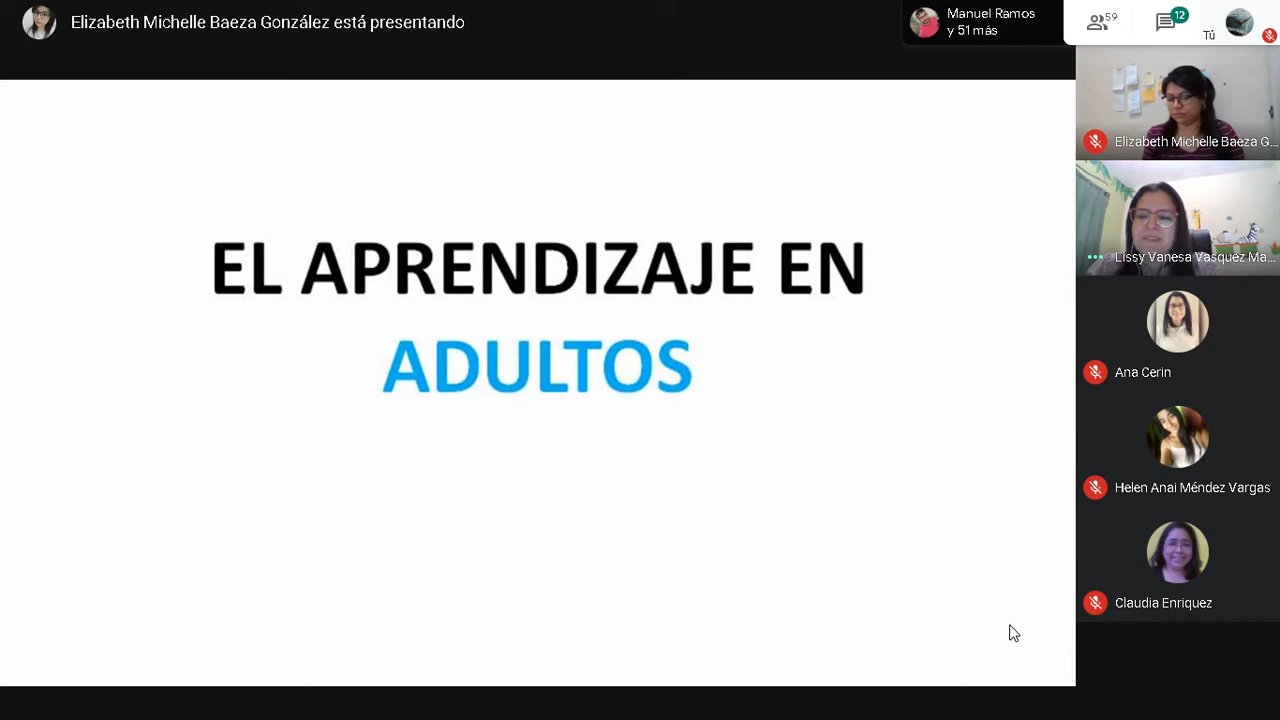 Elizabeth Michelle Baeza González está presentando
Manuel Ramos
y 51 más
59
12
Tú
EL APRENDIZAJE EN
ADULTOS
Elizabeth Michelle Baeza G...
Lissy Vanesa Vasquez Ma...
Ana Cerin
Helen Anai Méndez Vargas
Claudia Enriquez